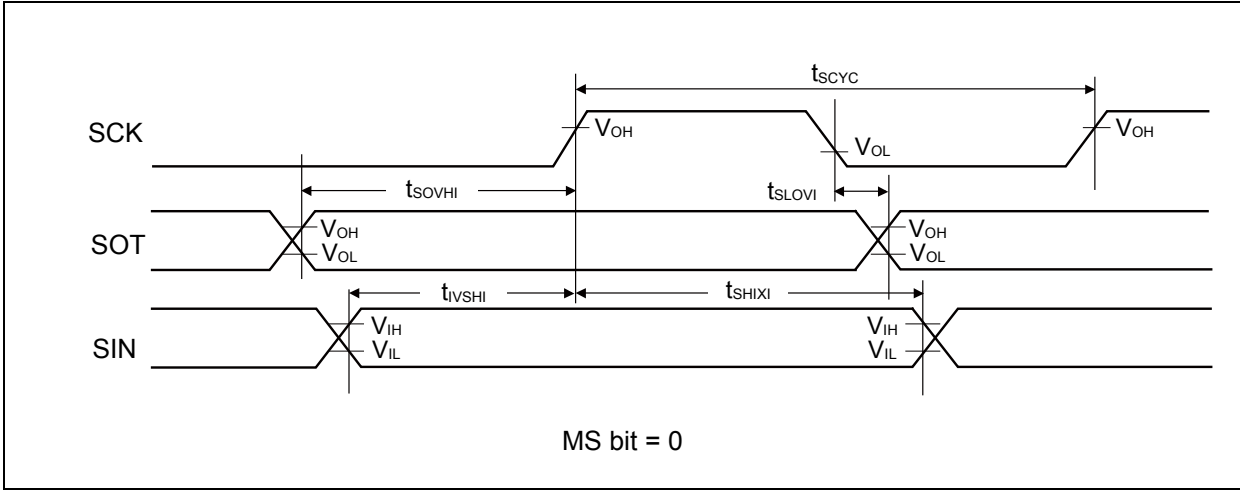 tSCYC
SCK
VOH
VOL
VOH
tSOVHI
tSLOVI
SOT
VOH
VOL
VOH
VOL
tIVSHI
tSHIXI
SIN
VIH
VIL
VIH
VIL
MS bit = 0